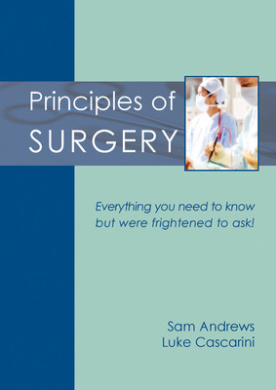 Principles of
SURGERY
Everything you need to know
but were frightened to ask!
Sam Andrews
Luke Cascarini